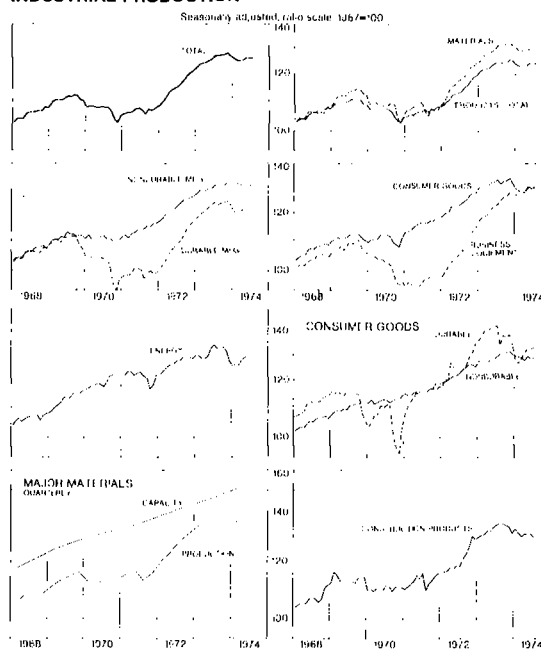 INDUSTRIAL PRODUCTION
Seasonally adjusted, ratio scale, 1967=100
TOTAL
140
MATERIALS
120
PRODUCTS, TOTAL
100
NONDURABLE MFG
DURABLE MFG
1968 1970 1972 1974
140
CONSUMER GOODS
120
BUSINESS EQUIPMENT
100
1968 1970 1972 1974
ENERGY
140
CONSUMER GOODS
DURABLE
120
NONDURABLE
100
MAJOR MATERIALS
QUARTERLY
CAPACITY
PRODUCTION
1968 1970 1972 1974
160
140
CONSTRUCTION PRODUCTS
120
100
1968 1970 1972 1974